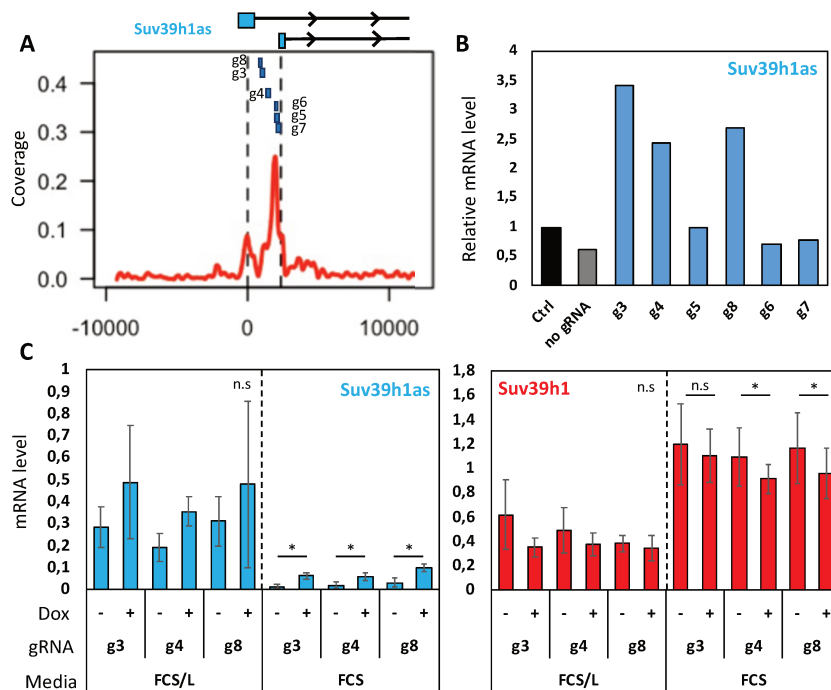 A
Suv39h1as
g8
g3
g4
g6
g5
g7
Coverage
0.4
0.3
0.2
0.1
0.0
-10000 0 10000
B
Suv39h1as
Relative mRNA level
4
3,5
3
2,5
2
1,5
1
0,5
0
Ctrl no gRNA g3 g4 g5 g8 g6 g7
C
mRNA level
1
0,9
0,8
0,7
0,6
0,5
0,4
0,3
0,2
0,1
0
n.s
Suv39h1as
* * *
Dox - + - + - + - + - + - +
gRNA g3 g4 g8 g3 g4 g8
Media FCS/L FCS
1,8
1,6
1,4
1,2
1
0,8
0,6
0,4
0,2
0
Suv39h1
n.s n.s * *
- + - + - + - + - + - +
g3 g4 g8 g3 g4 g8
FCS/L FCS